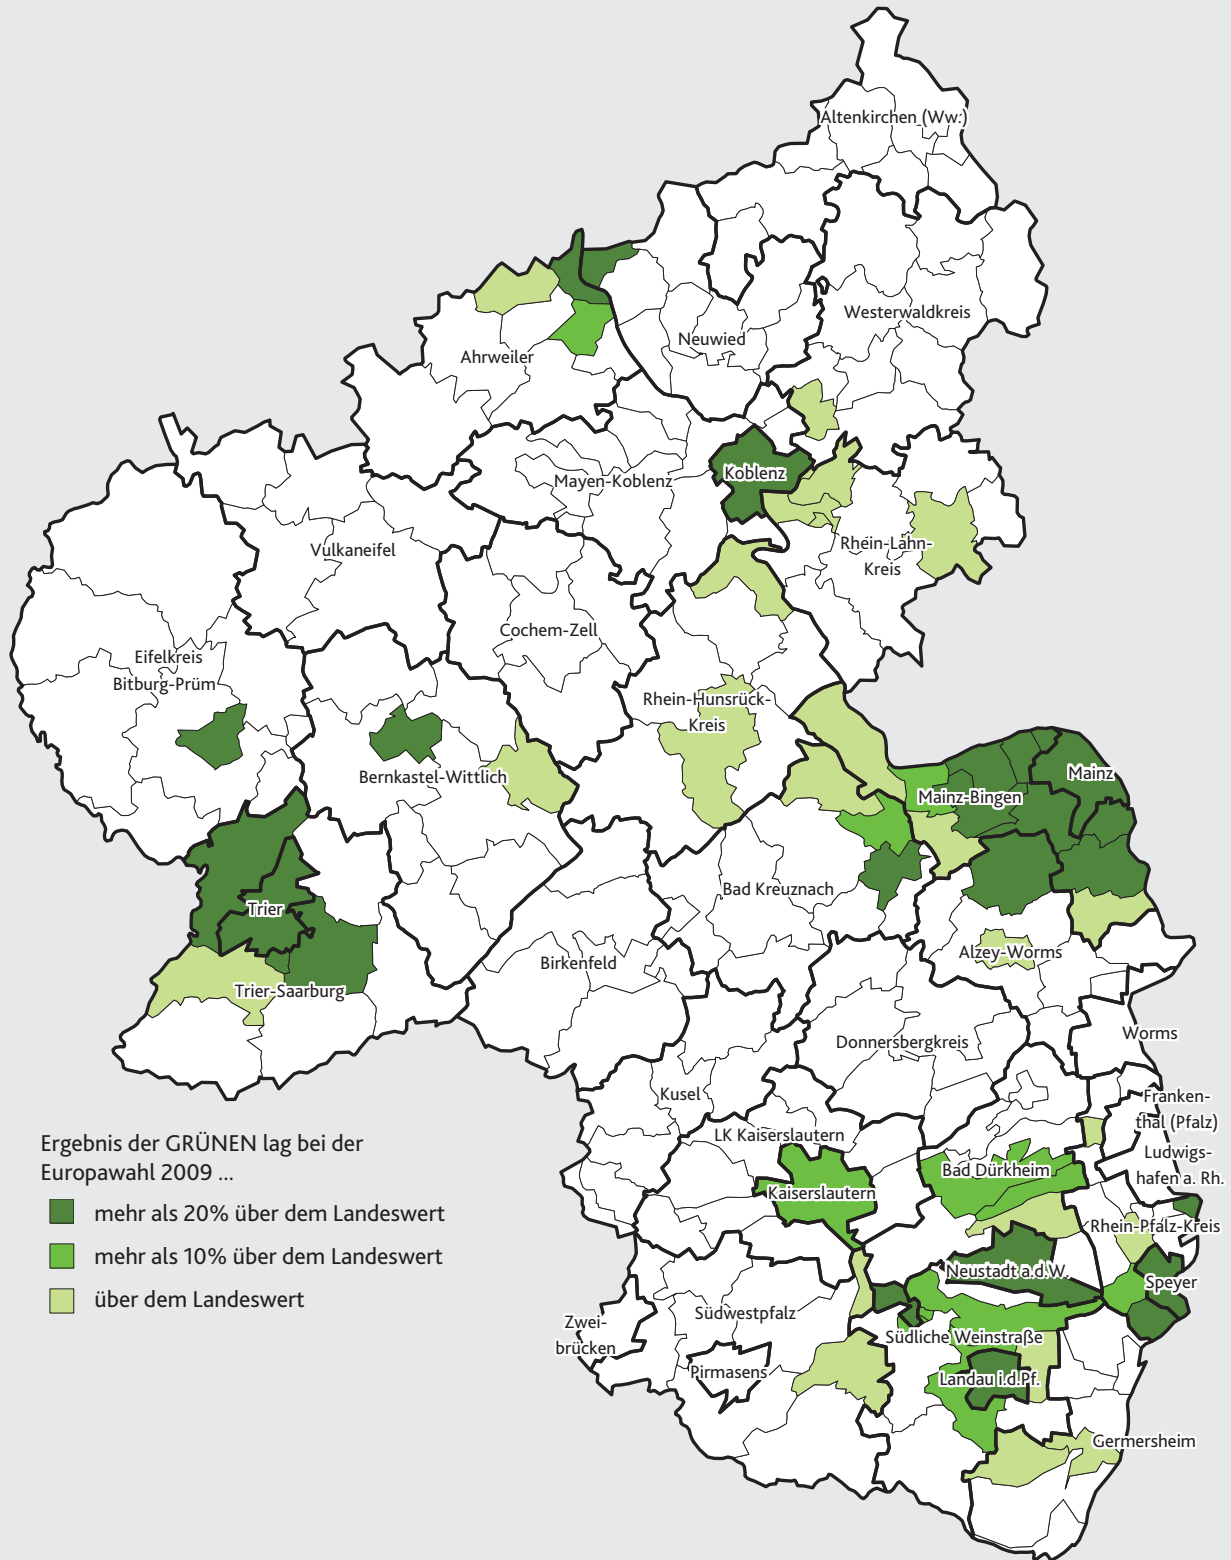 Altenkirchen (Ww.)
Westerwaldkreis
Neuwied
Ahrweiler
Koblenz
Mayen-Koblenz
Rhein-Lahn-
Kreis
Vulkaneifel
Cochem-Zell
Eifelkreis
Bitburg-Prüm
Rhein-Hunsrück-
Kreis
Bernkastel-Wittlich
Mainz
Mainz-Bingen
Bad Kreuznach
Trier
Alzey-Worms
Birkenfeld
Trier-Saarburg
Worms
Donnersbergkreis
Kusel
Franken-
thal (Pfalz)
LK Kaiserslautern
Ludwigs-
hafen a. Rh.
Bad Dürkheim
Kaiserslautern
Rhein-Pfalz-Kreis
Neustadt a.d.W.
Speyer
Südwestpfalz
Zwei-
brücken
Südliche Weinstraße
Pirmasens
Landau i.d.Pf.
Germersheim
Ergebnis der GRÜNEN lag bei der
Europawahl 2009 ...
mehr als 20% über dem Landeswert
mehr als 10% über dem Landeswert
über dem Landeswert